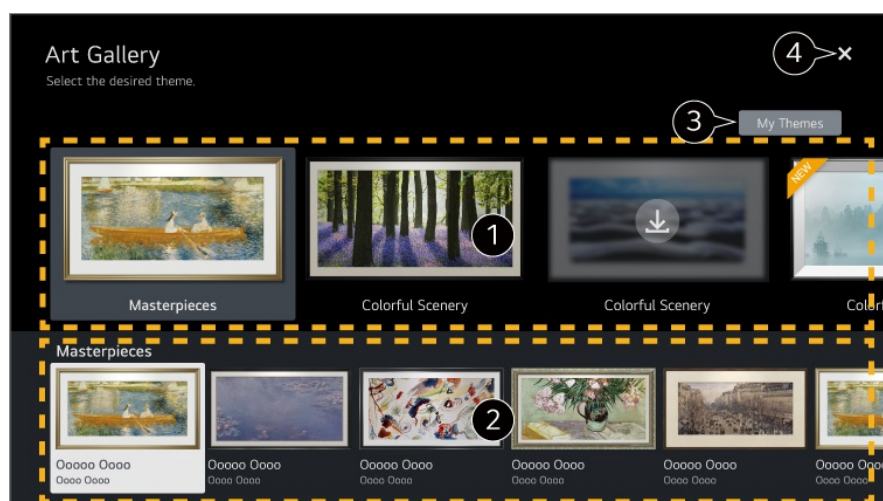 Art Gallery
Select the desired theme.
4
3
My Themes
NEW
1
Masterpieces
Colorful Scenery
Colorful Scenery
Masterpieces
2
Ooooo Oooo
Ooooo Oooo
Ooooo Oooo
Ooooo Oooo
Ooooo Oooo
Oooo Oooo
Oooo Oooo
Oooo Oooo
Oooo Oooo
Oooo Oooo
Oooo Oooo